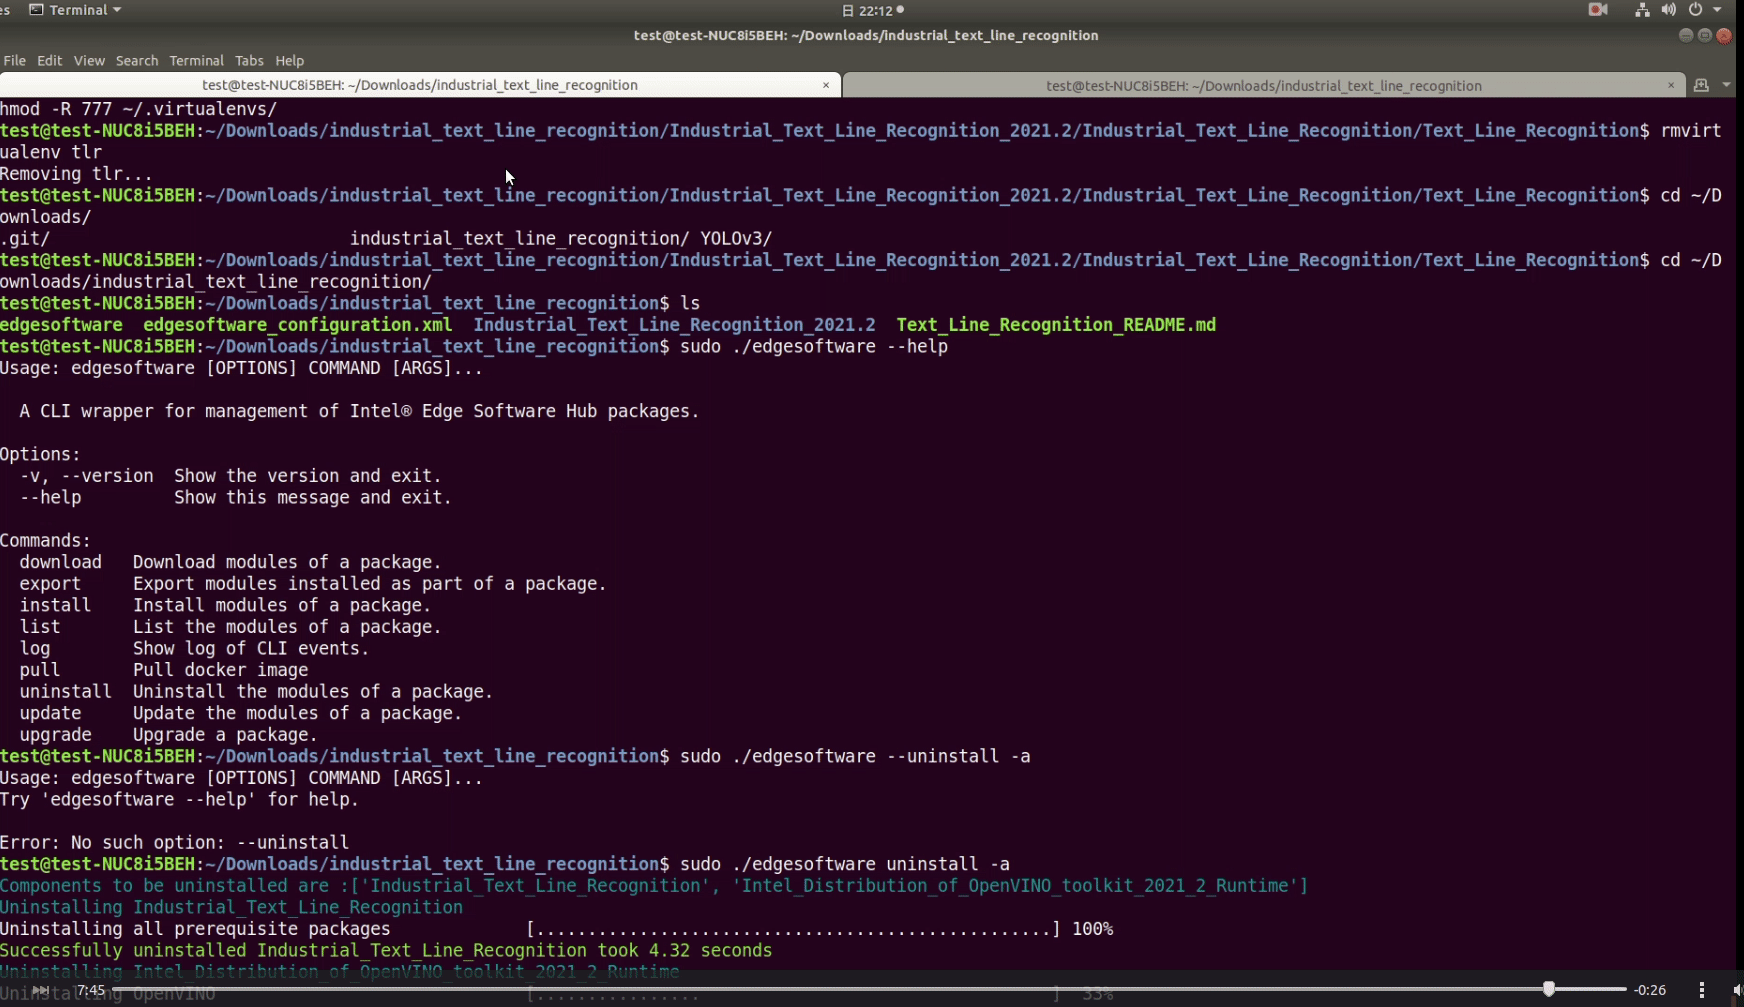 es Terminal 日 22:12
test@test-NUC8i5BEH: ~/Downloads/industrial_text_line_recognition
File Edit View Search Terminal Tabs Help
test@test-NUC8i5BEH: ~/Downloads/industrial_text_line_recognition × test@test-NUC8i5BEH: ~/Downloads/industrial_text_line_recognition ×
hmod -R 777 ~/.virtualenvs/
test@test-NUC8i5BEH:~/Downloads/industrial_text_line_recognition/Industrial_Text_Line_Recognition_2021.2/Industrial_Text_Line_Recognition/Text_Line_Recognition$ rmvirt
ualenv tlr
Removing tlr...
test@test-NUC8i5BEH:~/Downloads/industrial_text_line_recognition/Industrial_Text_Line_Recognition_2021.2/Industrial_Text_Line_Recognition/Text_Line_Recognition$ cd ~/D
ownloads/
.git/ industrial_text_line_recognition/ YOLOv3/
test@test-NUC8i5BEH:~/Downloads/industrial_text_line_recognition/Industrial_Text_Line_Recognition_2021.2/Industrial_Text_Line_Recognition/Text_Line_Recognition$ cd ~/D
ownloads/industrial_text_line_recognition/
test@test-NUC8i5BEH:~/Downloads/industrial_text_line_recognition$ ls
edgesoftware edgesoftware_configuration.xml Industrial_Text_Line_Recognition_2021.2 Text_Line_Recognition_README.md
test@test-NUC8i5BEH:~/Downloads/industrial_text_line_recognition$ sudo ./edgesoftware --help
Usage: edgesoftware [OPTIONS] COMMAND [ARGS]...
A CLI wrapper for management of Intel® Edge Software Hub packages.
Options:
-v, --version Show the version and exit.
--help Show this message and exit.
Commands:
download Download modules of a package.
export Export modules installed as part of a package.
install Install modules of a package.
list List the modules of a package.
log Show log of CLI events.
pull Pull docker image
uninstall Uninstall the modules of a package.
update Update the modules of a package.
upgrade Upgrade a package.
test@test-NUC8i5BEH:~/Downloads/industrial_text_line_recognition$ sudo ./edgesoftware --uninstall -a
Usage: edgesoftware [OPTIONS] COMMAND [ARGS]...
Try 'edgesoftware --help' for help.
Error: No such option: --uninstall
test@test-NUC8i5BEH:~/Downloads/industrial_text_line_recognition$ sudo ./edgesoftware uninstall -a
Components to be uninstalled are :['Industrial_Text_Line_Recognition', 'Intel_Distribution_of_OpenVINO_toolkit_2021_2_Runtime']
Uninstalling Industrial_Text_Line_Recognition
Uninstalling all prerequisite packages [..................................................] 100%
Successfully uninstalled Industrial_Text_Line_Recognition took 4.32 seconds
Uninstalling Intel_Distribution_of_OpenVINO_toolkit_2021_2_Runtime
Uninstalling OpenVINO [................ ] 33%
7:45 -0:26